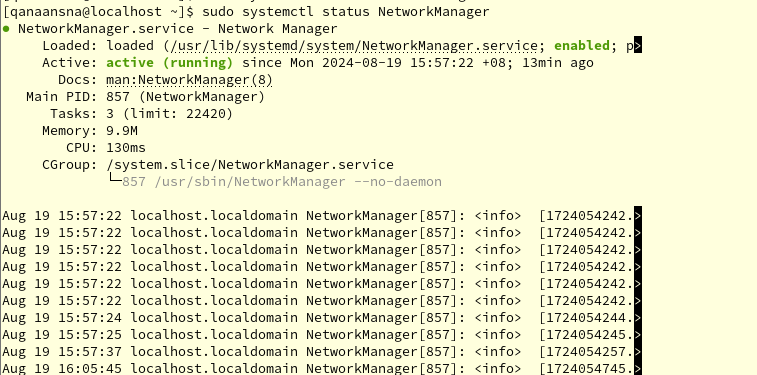 [qanaansna@localhost ~]$ sudo systemctl status NetworkManager
● NetworkManager.service - Network Manager
     Loaded: loaded (/usr/lib/systemd/system/NetworkManager.service; enabled; p>
     Active: active (running) since Mon 2024-08-19 15:57:22 +08; 13min ago
       Docs: man:NetworkManager(8)
   Main PID: 857 (NetworkManager)
      Tasks: 3 (limit: 22420)
     Memory: 9.9M
        CPU: 130ms
     CGroup: /system.slice/NetworkManager.service
             └─857 /usr/sbin/NetworkManager --no-daemon
Aug 19 15:57:22 localhost.localdomain NetworkManager[857]: <info>  [1724054242.>
Aug 19 15:57:22 localhost.localdomain NetworkManager[857]: <info>  [1724054242.>
Aug 19 15:57:22 localhost.localdomain NetworkManager[857]: <info>  [1724054242.>
Aug 19 15:57:22 localhost.localdomain NetworkManager[857]: <info>  [1724054242.>
Aug 19 15:57:22 localhost.localdomain NetworkManager[857]: <info>  [1724054242.>
Aug 19 15:57:22 localhost.localdomain NetworkManager[857]: <info>  [1724054242.>
Aug 19 15:57:24 localhost.localdomain NetworkManager[857]: <info>  [1724054244.>
Aug 19 15:57:25 localhost.localdomain NetworkManager[857]: <info>  [1724054245.>
Aug 19 15:57:37 localhost.localdomain NetworkManager[857]: <info>  [1724054257.>
Aug 19 16:05:45 localhost.localdomain NetworkManager[857]: <info>  [1724054745.>